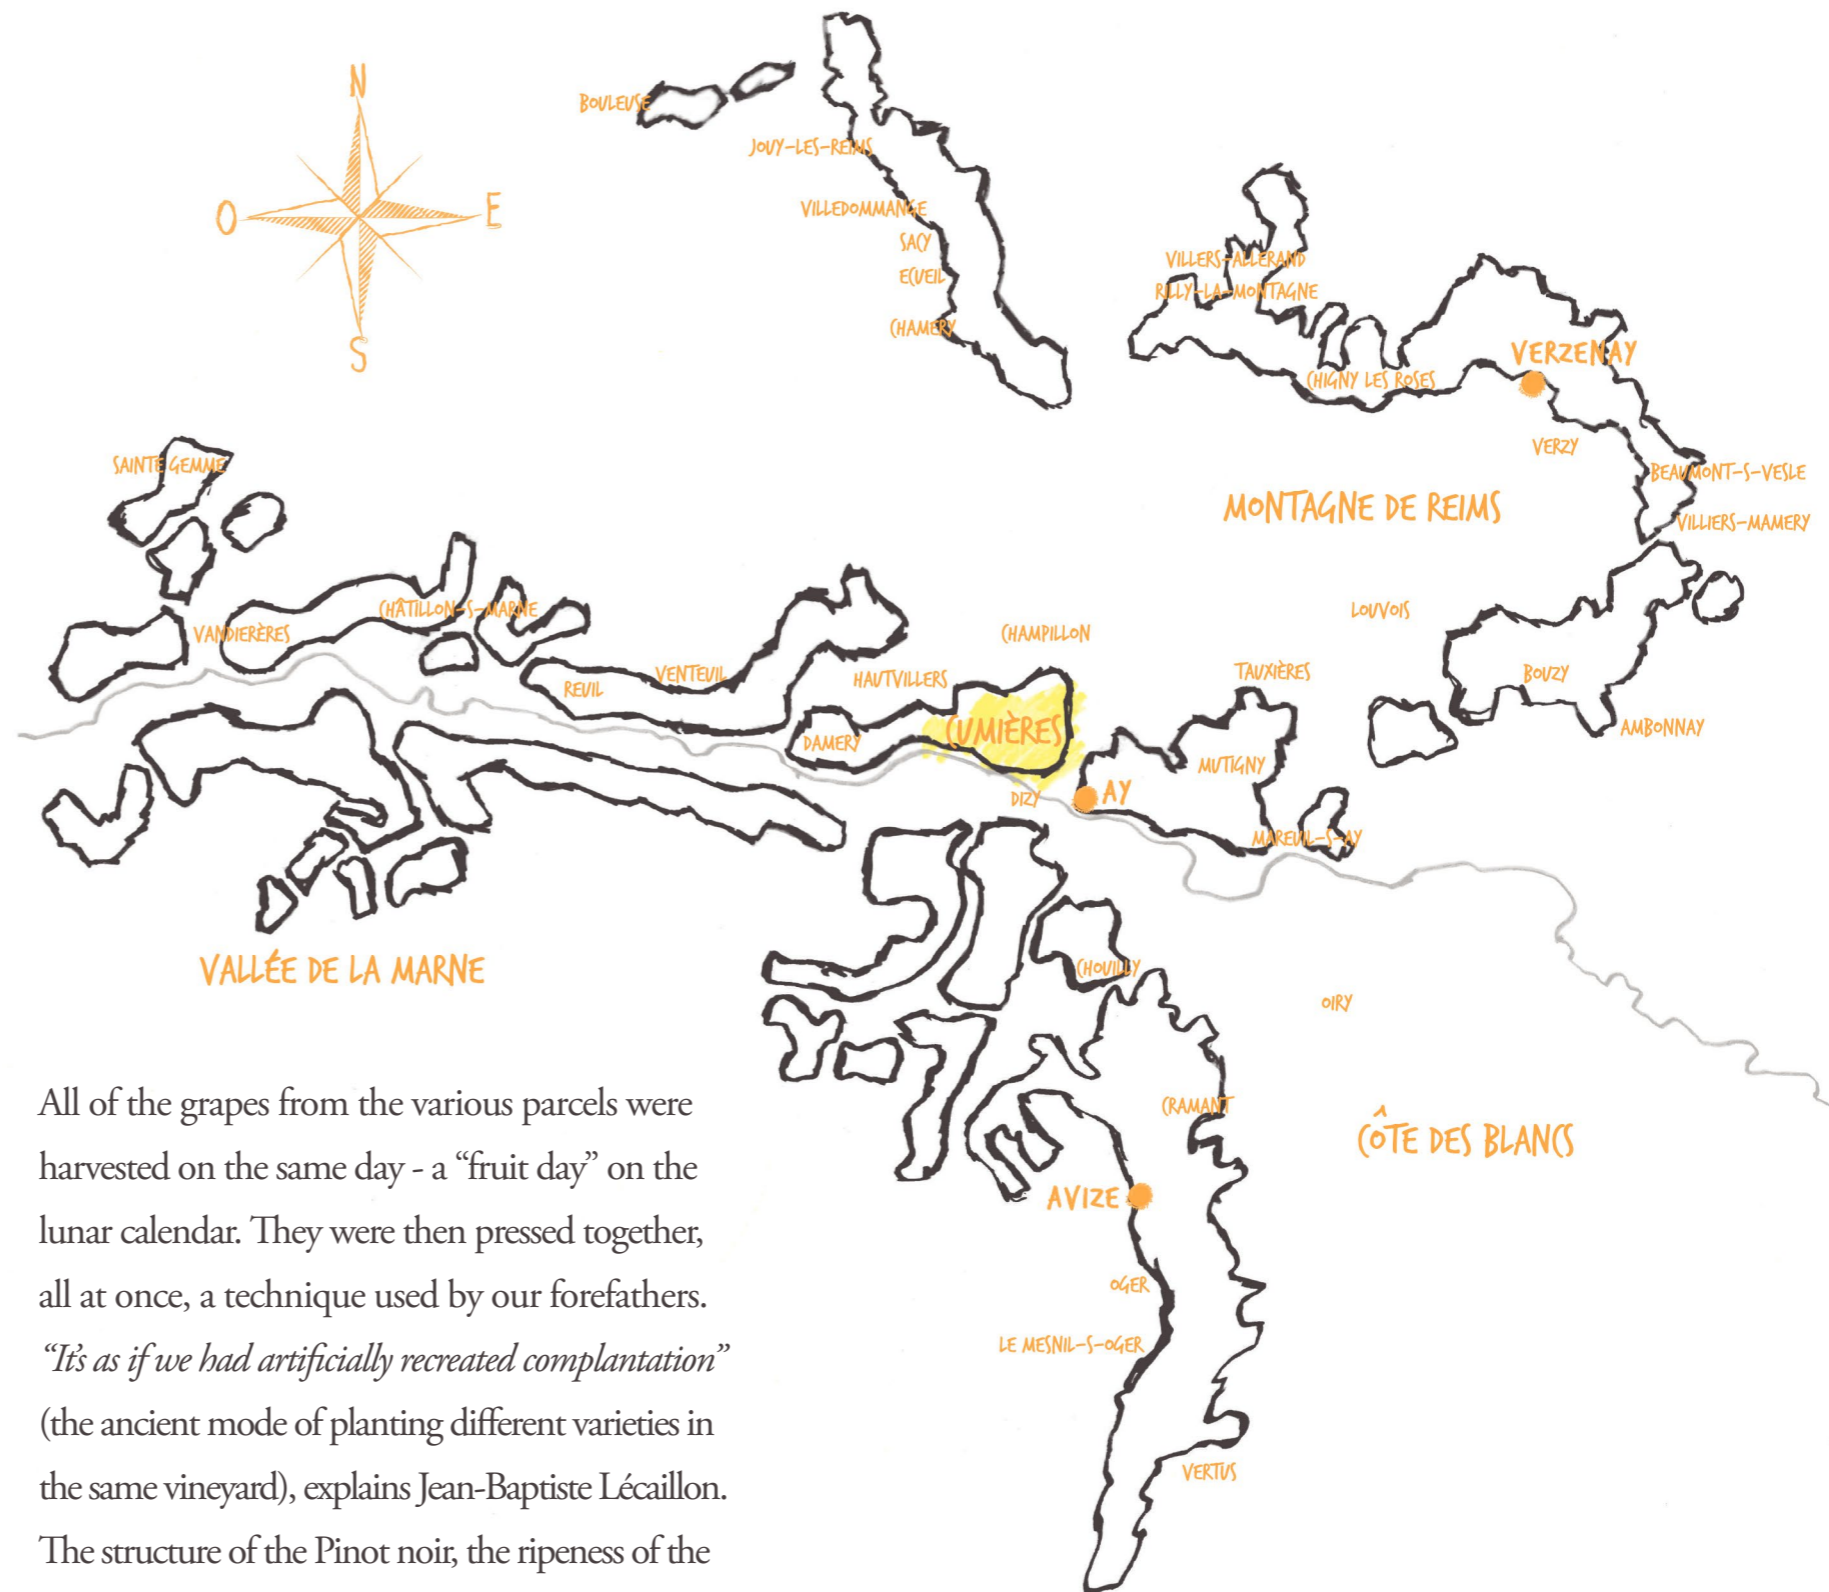 N
BOULEUSE
JOUY-LES-REIMS
O
E
VILLEDOMMANGE
SACY
ECUEIL
CHAMERY
S
VILLERS-ALLERAND
RILLY-LA-MONTAGNE
CHIGNY LES ROSES
VERZENAY
VERZY
BEAUMONT-S-VESLE
VILLIERS-MAMERY
MONTAGNE DE REIMS
SAINTE GEMME
VANDIERÈRES
CHÂTILLON-S-MARNE
REUIL
VENTEUIL
HAUTVILLERS
CHAMPILLON
DAMERY
CUMIÈRES
DIZY
AY
TAUXIÈRES
MUTIGNY
MAREUIL-S-AY
LOUVOIS
BOUZY
AMBONNAY
VALLÉE DE LA MARNE
CHOUILLY
OIRY
CRAMANT
CÔTE DES BLANCS
AVIZE
OGER
LE MESNIL-S-OGER
VERTUS
All of the grapes from the various parcels were
harvested on the same day - a “fruit day” on the
lunar calendar. They were then pressed together,
all at once, a technique used by our forefathers.
“It’s as if we had artificially recreated complantation”
(the ancient mode of planting different varieties in
the same vineyard), explains Jean-Baptiste Lécaillon.
The structure of the Pinot noir, the ripeness of the